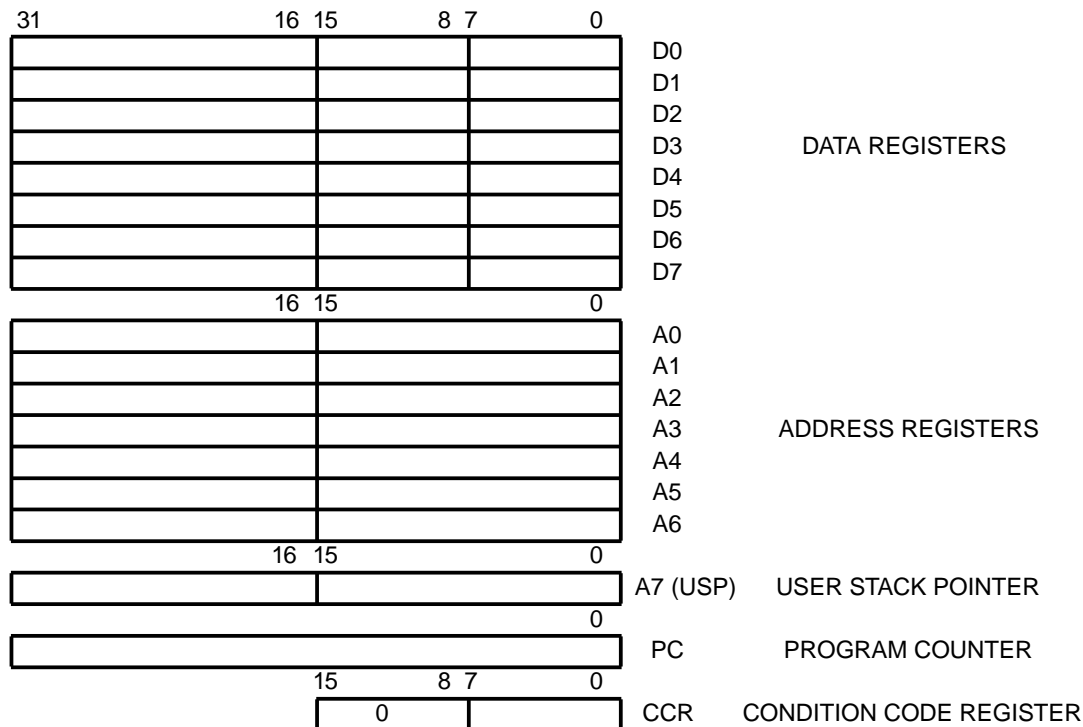 31 16 15 8 7 0
D0
D1
D2
D3 DATA REGISTERS
D4
D5
D6
D7
16 15 0
A0
A1
A2
A3 ADDRESS REGISTERS
A4
A5
A6
16 15 0
A7 (USP) USER STACK POINTER
0
PC PROGRAM COUNTER
15 8 7 0
0 CCR CONDITION CODE REGISTER